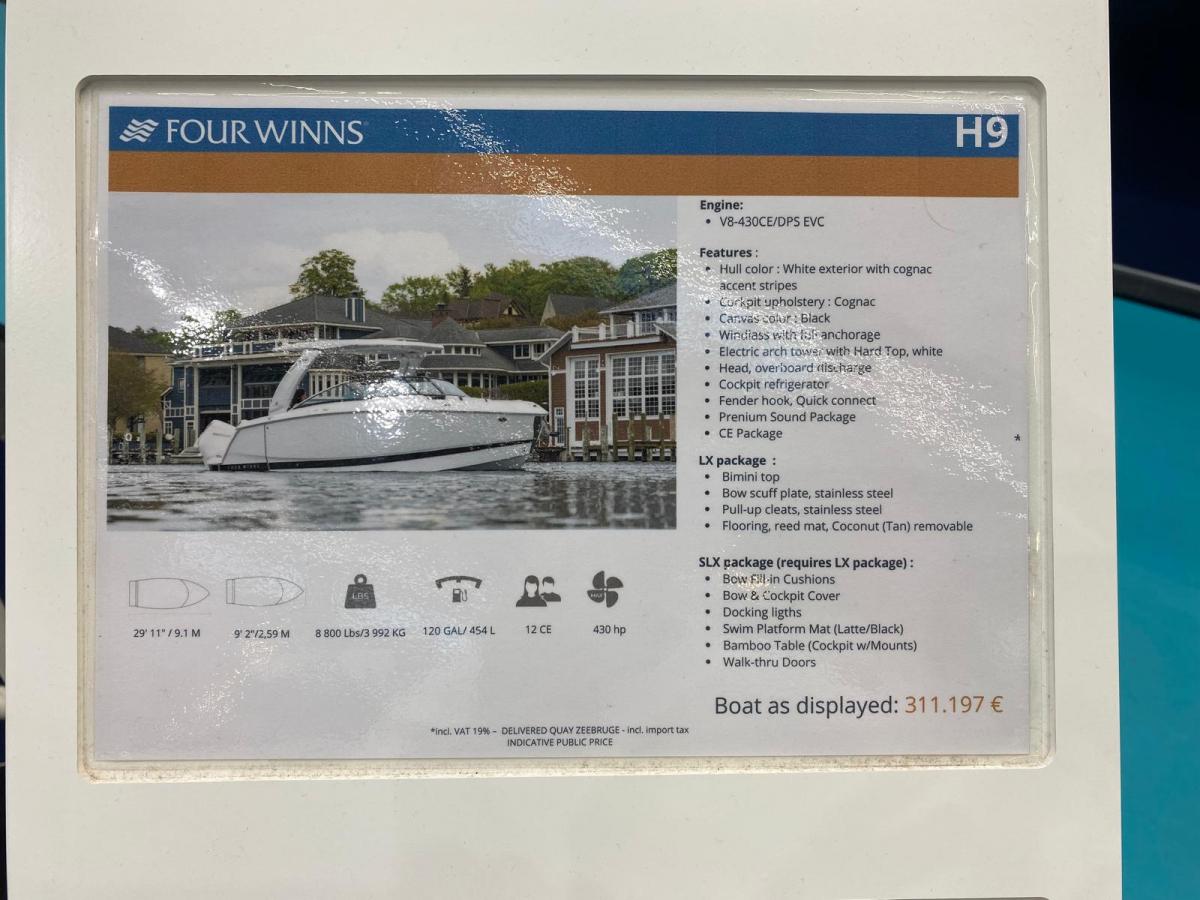 FOUR WINNS
H9
Engine:
• V8-430CE/DPS EVC
Features :
• Hull color : White exterior with cognac
accent stripes
• Cockpit upholstery : Cognac
• Canvas color : Black
• Windlass with full anchorage
• Electric arch tower with Hard Top, white
• Head, overboard discharge
• Cockpit refrigerator
• Fender hook, Quick connect
• Prenium Sound Package
• CE Package
*
LX package :
• Bimini top
• Bow scuff plate, stainless steel
• Pull-up cleats, stainless steel
• Flooring, reed mat, Coconut (Tan) removable
SLX package (requires LX package) :
• Bow Fill-in Cushions
• Bow & Cockpit Cover
• Docking ligths
• Swim Platform Mat (Latte/Black)
• Bamboo Table (Cockpit w/Mounts)
• Walk-thru Doors
FOUR WINNS
LBS
MAX
29' 11" / 9.1 M
9' 2"/2,59 M
8 800 Lbs/3 992 KG
120 GAL/ 454 L
12 CE
430 hp
Boat as displayed: 311.197 €
*incl. VAT 19% – DELIVERED QUAY ZEEBRUGE - incl. import tax
INDICATIVE PUBLIC PRICE